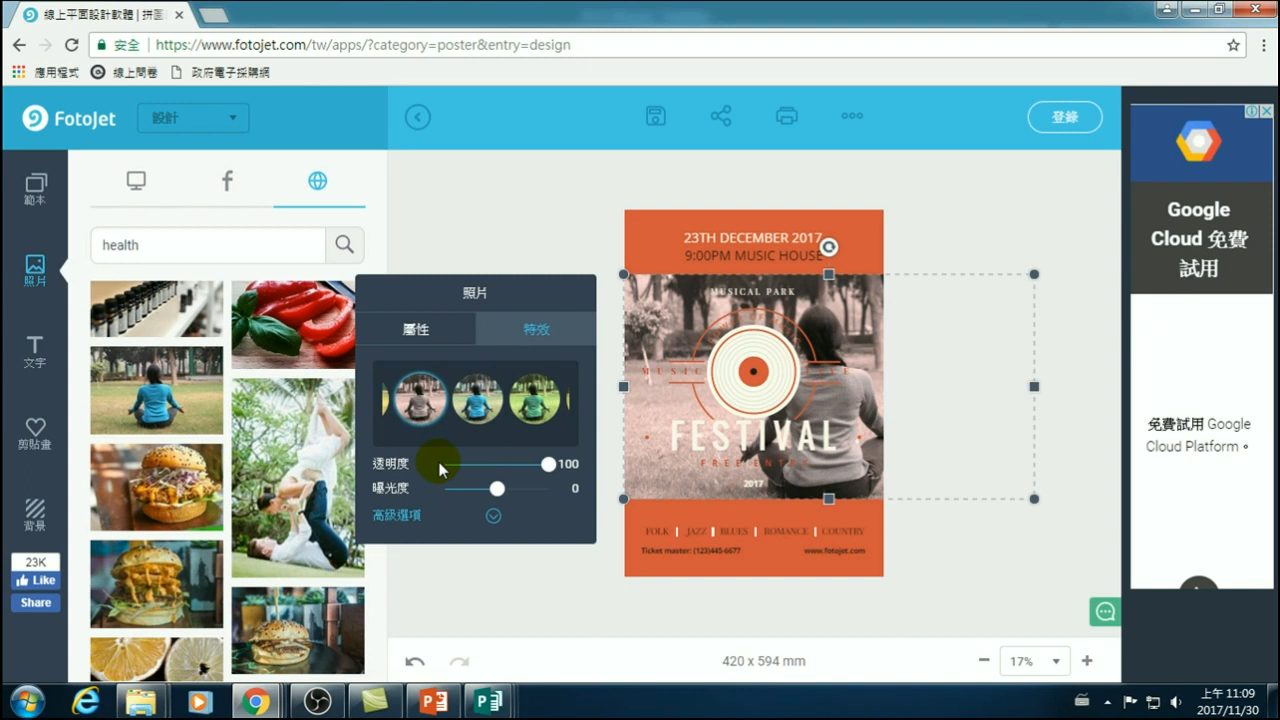 線上平面設計軟體 | 拼圖
安全
https://www.fotojet.com/tw/apps/?category=poster&entry=design
應用程式
線上問卷
政府電子採購網
FotoJet
設計
登錄
範本
照片
文字
剪貼畫
背景
23K
Like
Share
health
照片
屬性
特效
透明度
100
曝光度
0
高級選項
23TH DECEMBER 2017
9:00PM MUSIC HOUSE
MUSICAL PARK
FESTIVAL
FREE ENTRY
2017
FOLK | JAZZ | BLUES | ROMANCE | COUNTRY
Ticket master: (123)445-6677
www.fotojet.com
420 x 594 mm
17%
Google
Cloud 免費
試用
免費試用 Google
Cloud Platform。
上午 11:09
2017/11/30